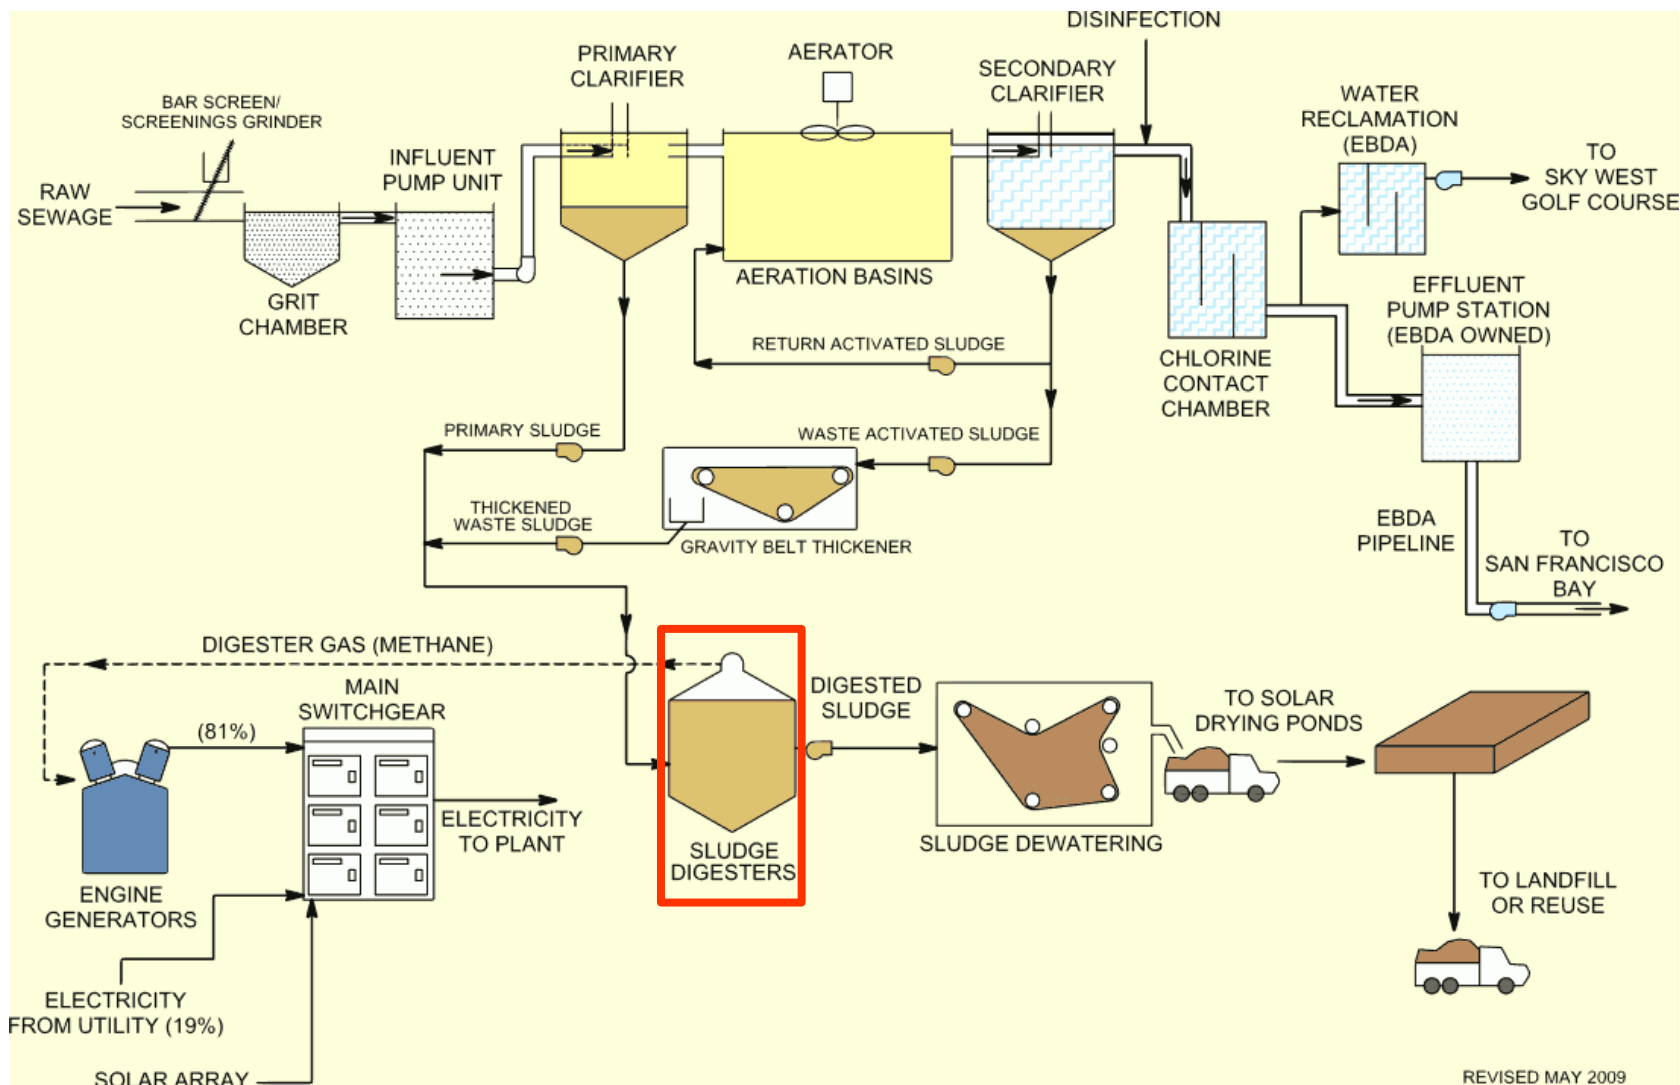 DISINFECTION
PRIMARY
CLARIFIER
AERATOR
SECONDARY
CLARIFIER
BAR SCREEN/
SCREENINGS GRINDER
WATER
RECLAMATION
(EBDA)
INFLUENT
PUMP UNIT
TO
SKY WEST
GOLF COURSE
RAW
SEWAGE
AERATION BASINS
GRIT
CHAMBER
EFFLUENT
PUMP STATION
(EBDA OWNED)
RETURN ACTIVATED SLUDGE
CHLORINE
CONTACT
CHAMBER
PRIMARY SLUDGE
WASTE ACTIVATED SLUDGE
THICKENED
WASTE SLUDGE
GRAVITY BELT THICKENER
EBDA
PIPELINE
TO
SAN FRANCISCO
BAY
DIGESTER GAS (METHANE)
MAIN
SWITCHGEAR
(81%)
DIGESTED
SLUDGE
TO SOLAR
DRYING PONDS
ELECTRICITY
TO PLANT
SLUDGE
DIGESTERS
SLUDGE DEWATERING
ENGINE
GENERATORS
TO LANDFILL
OR REUSE
ELECTRICITY
FROM UTILITY (19%)
SOLAR ARRAY
REVISED MAY 2009